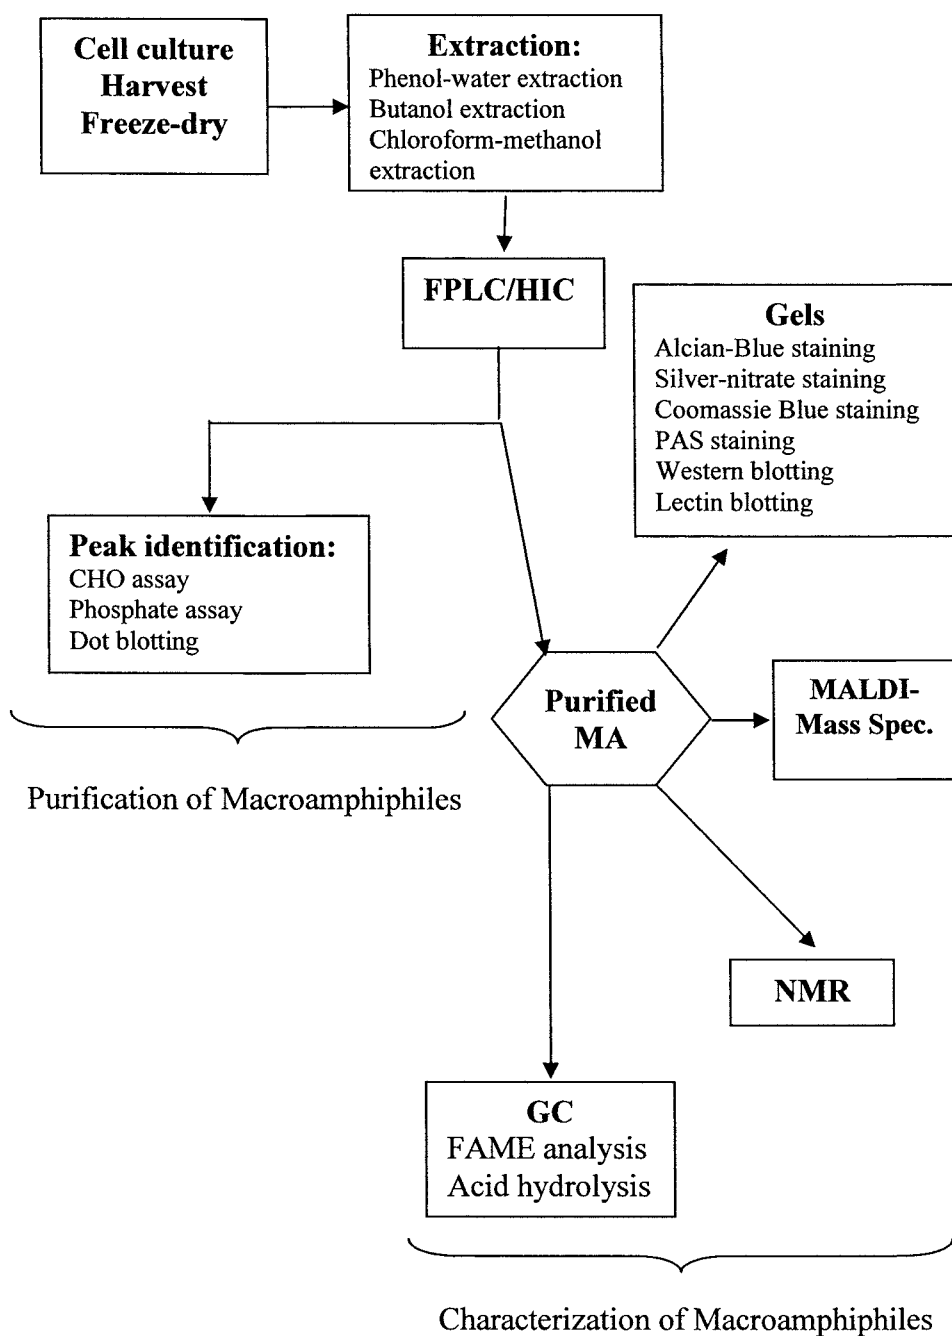 Cell culture
Harvest
Freeze-dry
Extraction:
Phenol-water extraction
Butanol extraction
Chloroform-methanol
extraction
FPLC/HIC
Gels
Alcian-Blue staining
Silver-nitrate staining
Coomassie Blue staining
PAS staining
Western blotting
Lectin blotting
Peak identification:
CHO assay
Phosphate assay
Dot blotting
Purified
MA
MALDI-
Mass Spec.
Purification of Macroamphiphiles
NMR
GC
FAME analysis
Acid hydrolysis
Characterization of Macroamphiphiles